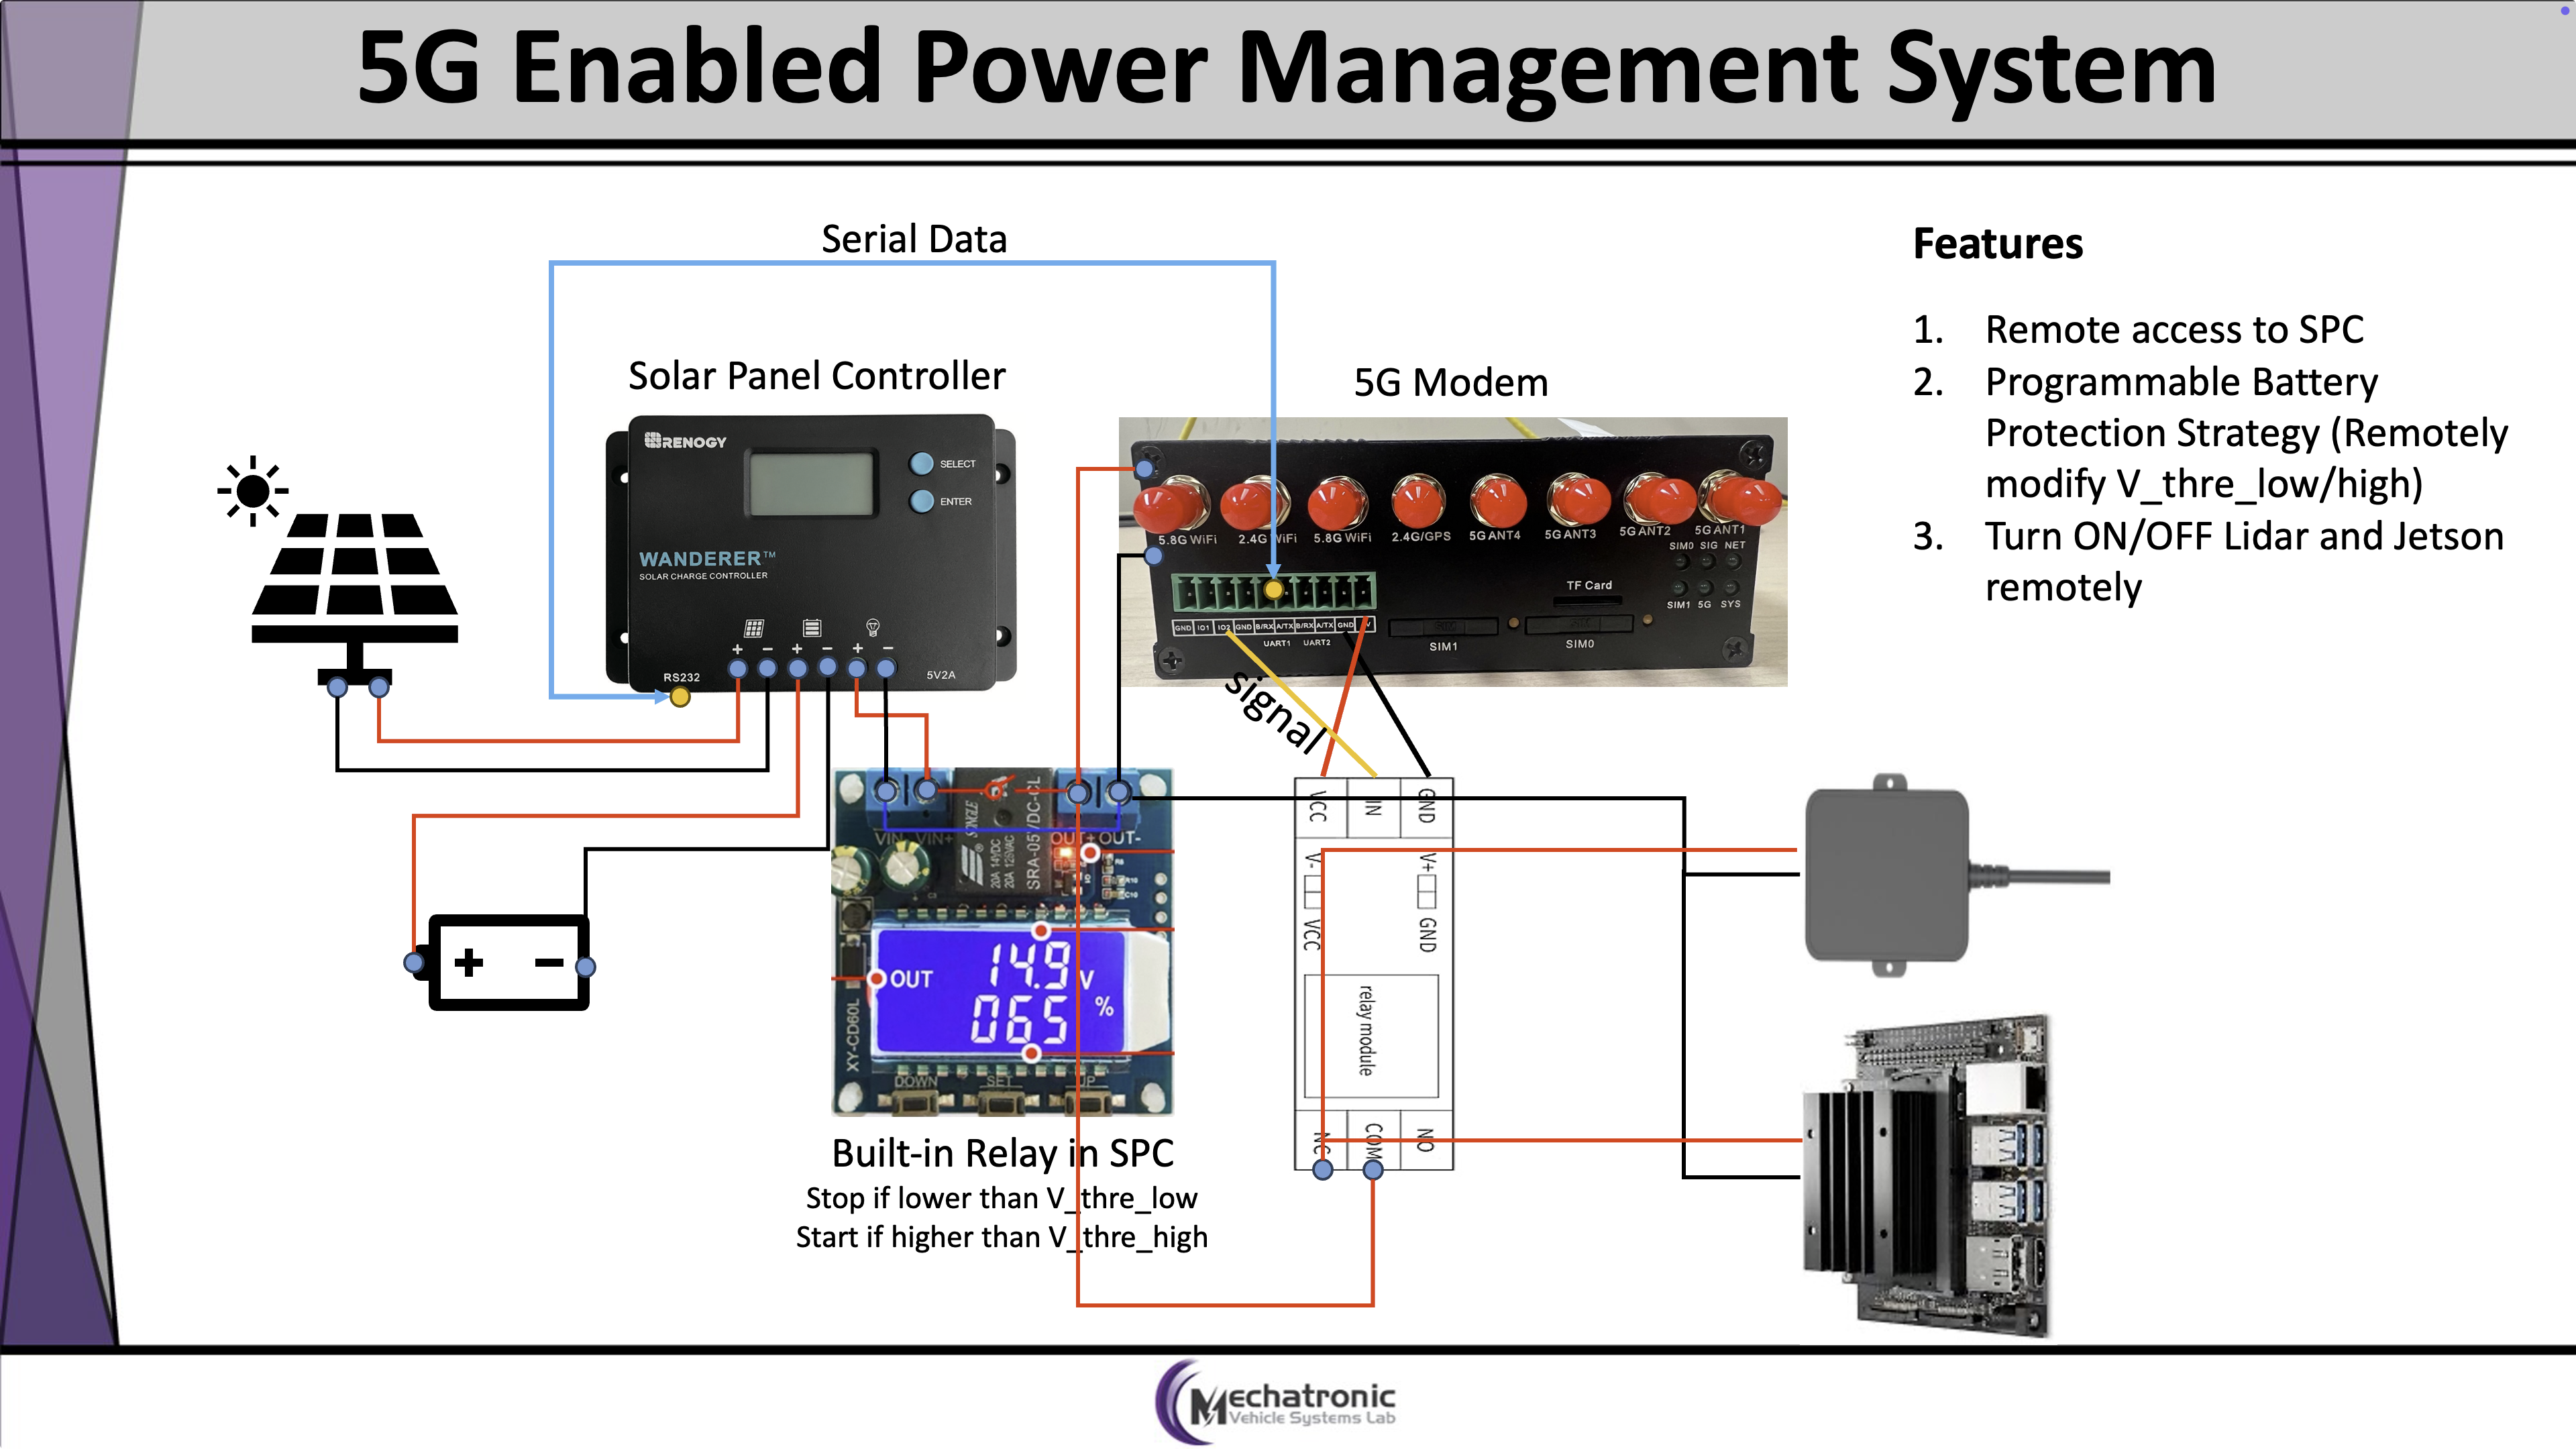 5G Enabled Power Management System
Serial Data
Features
1. Remote access to SPC
2. Programmable Battery
Protection Strategy (Remotely
modify V_thre_low/high)
3. Turn ON/OFF Lidar and Jetson
remotely
Solar Panel Controller
5G Modem
RENOGY
SELECT
ENTER
WANDERER™
SOLAR CHARGE CONTROLLER
+ − + − + −
RS232
5V2A
5.8G WiFi 2.4G WiFi 5.8G WiFi 2.4G/GPS 5G ANT4 5G ANT3 5G ANT2 5G ANT1
SIM0 SIG NET
TF Card
SIM1 5G SYS
GND IO1 IO2 GND B/RX A/TX B/RX A/TX GND
UART1 UART2
SIM1
SIM0
signal
VIN- VIN+ OUT+ OUT-
SONGLE
20A 14VDC
20A 125VAC
SRA-05VDC-CL
OUT
14.9 V
065 %
XY-CD60L
DOWN SET UP
VCC IN GND
V- V+
VCC GND
relay module
NC COM NO
+ −
Built-in Relay in SPC
Stop if lower than V_thre_low
Start if higher than V_thre_high
Mechatronic
Vehicle Systems Lab